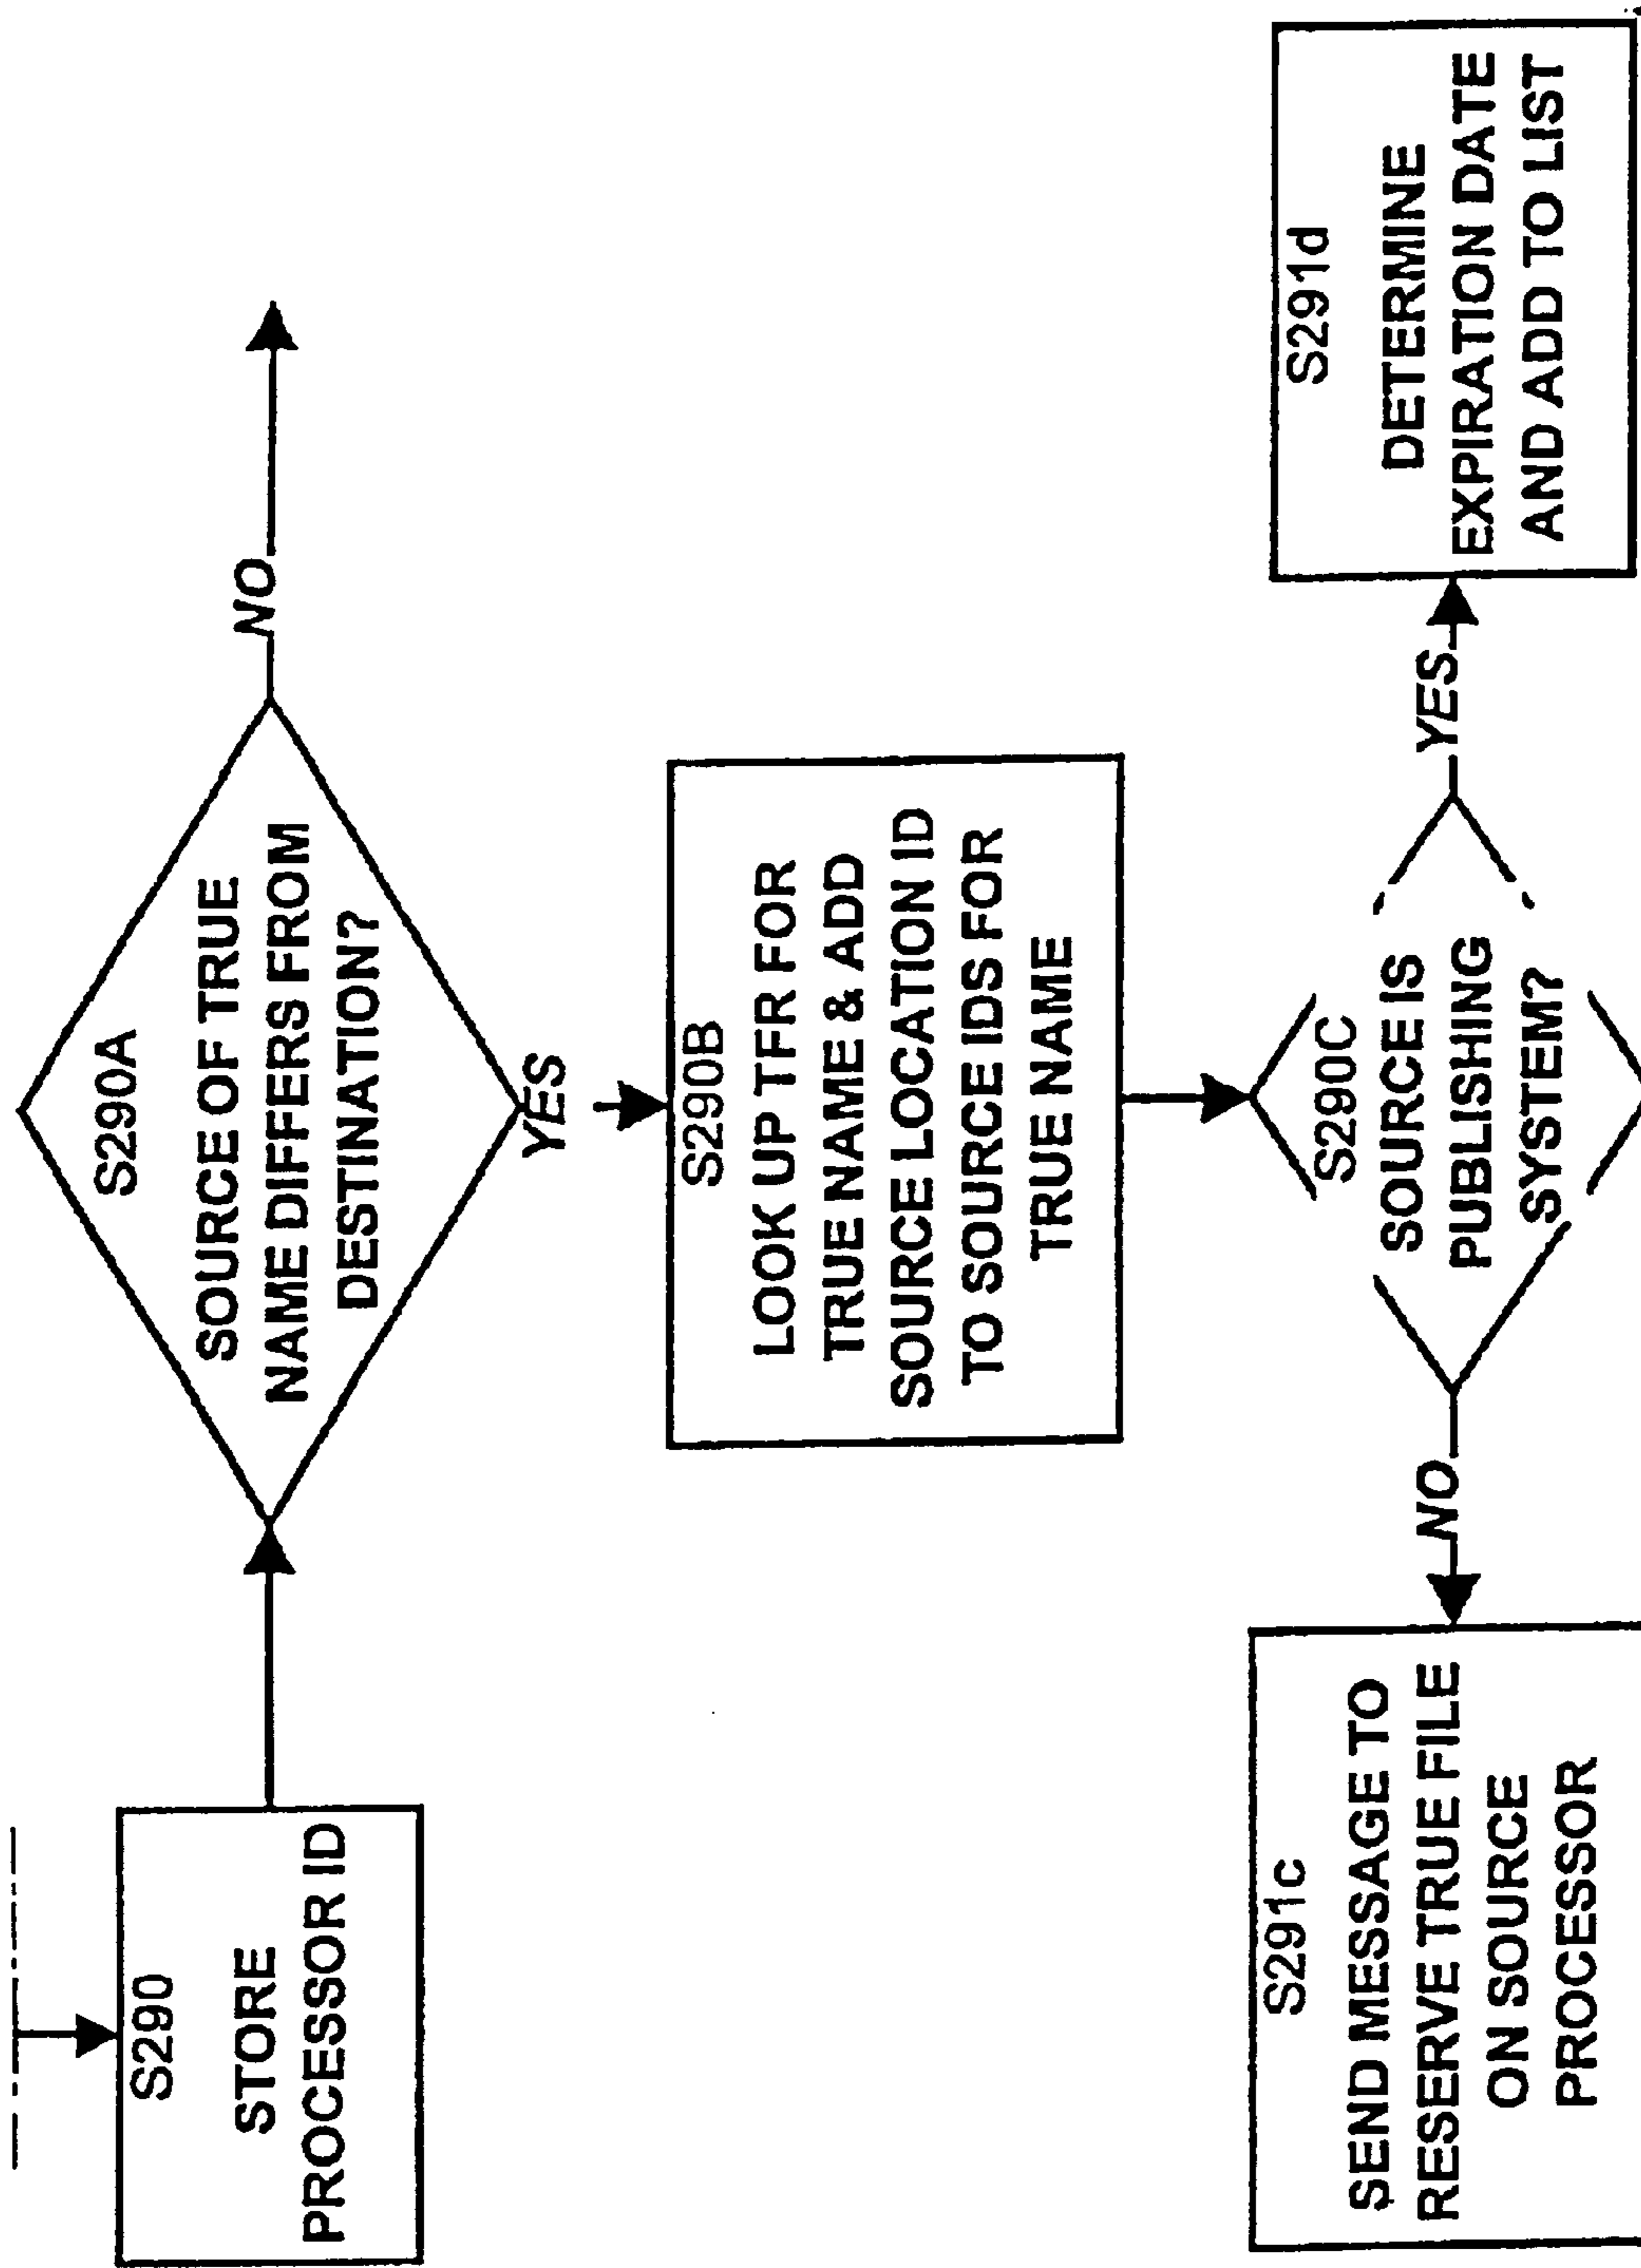 S290
STORE
PROCESSOR ID
S290A
SOURCE OF TRUE
NAME DIFFERS FROM
DESTINATION?
NO
YES
S290B
LOOK UP TFR FOR
TRUE NAME & ADD
SOURCE LOCATION ID
TO SOURCE IDS FOR
TRUE NAME
S290C
SOURCE IS
PUBLISHING
SYSTEM?
NO
YES
S291c
SEND MESSAGE TO
RESERVE TRUE FILE
ON SOURCE
PROCESSOR
S291d
DETERMINE
EXPIRATION DATE
AND ADD TO LIST